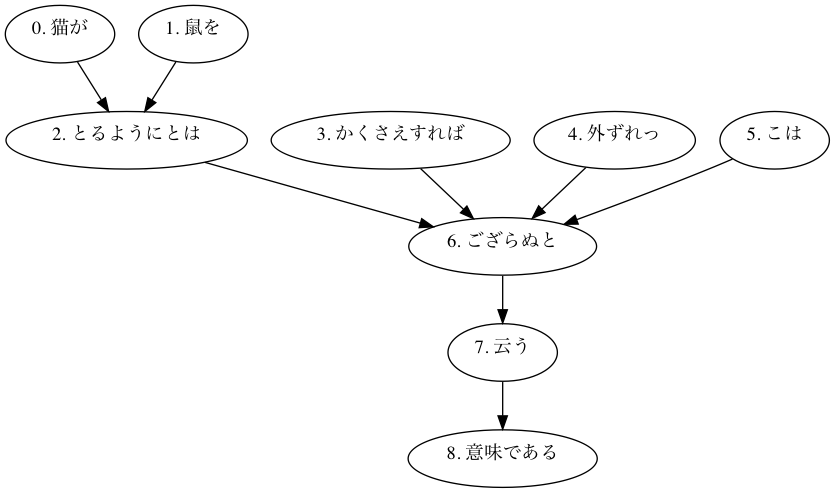 0. 猫が
1. 鼠を
2. とるようにとは
3. かくさえすれば
4. 外ずれっ
5. こは
6. ござらぬと
7. 云う
8. 意味である